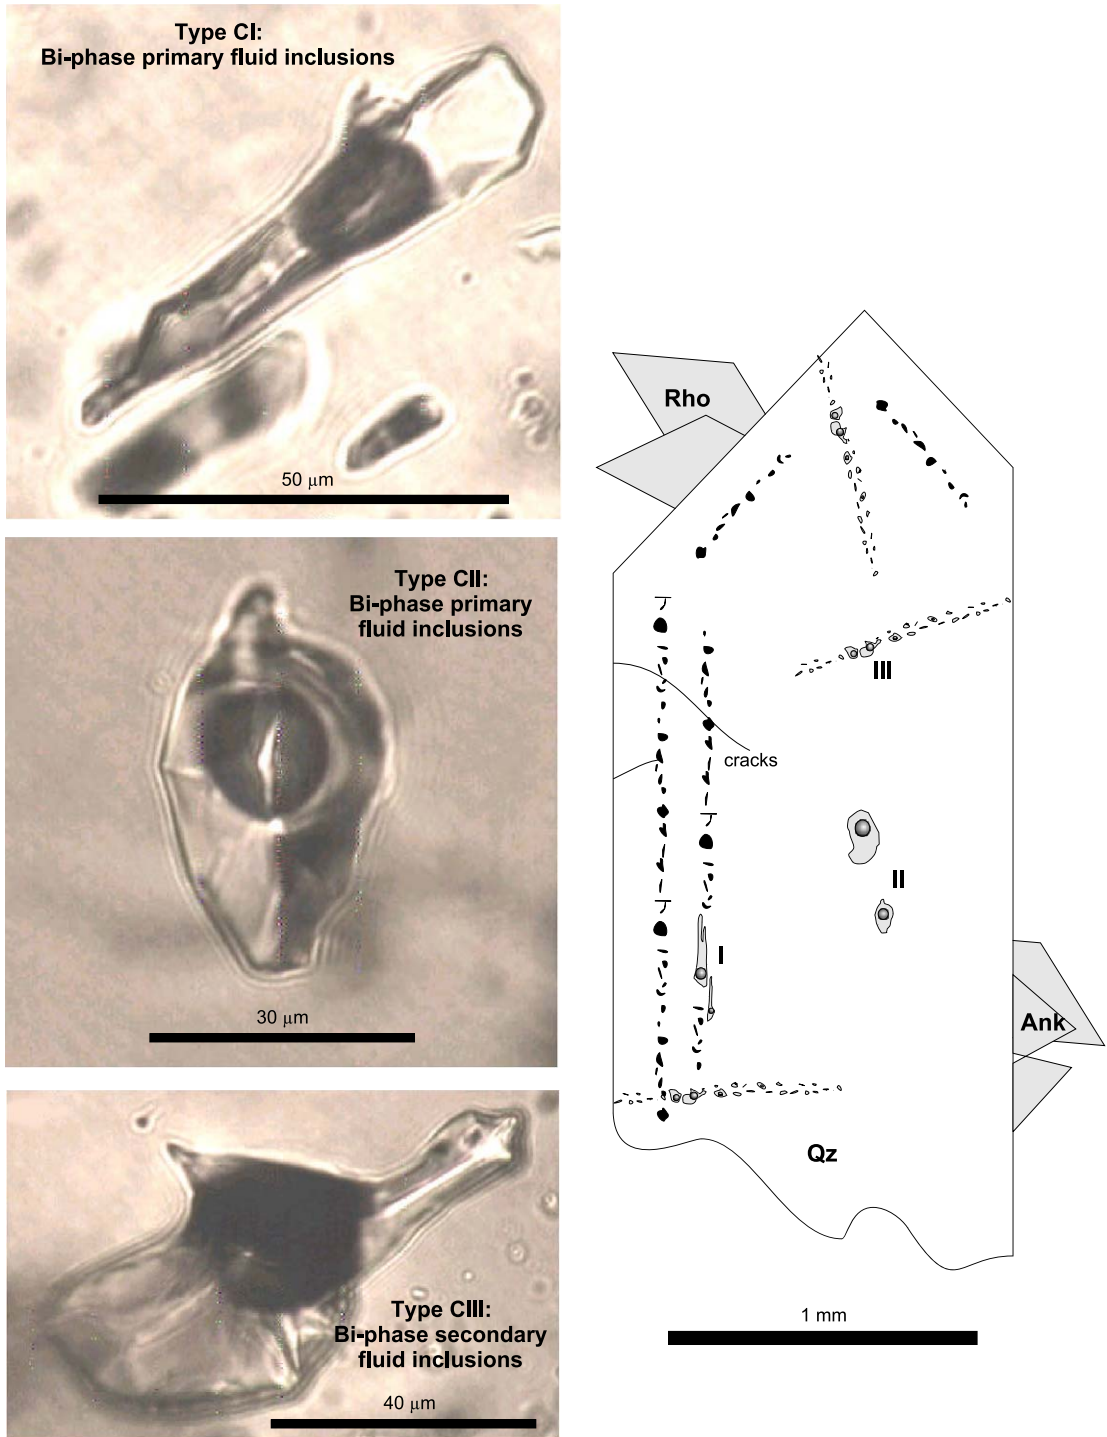 Type CI:
Bi-phase primary fluid inclusions
50 μm
Type CII:
Bi-phase primary
fluid inclusions
30 μm
Type CIII:
Bi-phase secondary
fluid inclusions
40 μm
Rho
III
cracks
II
I
Ank
Qz
1 mm